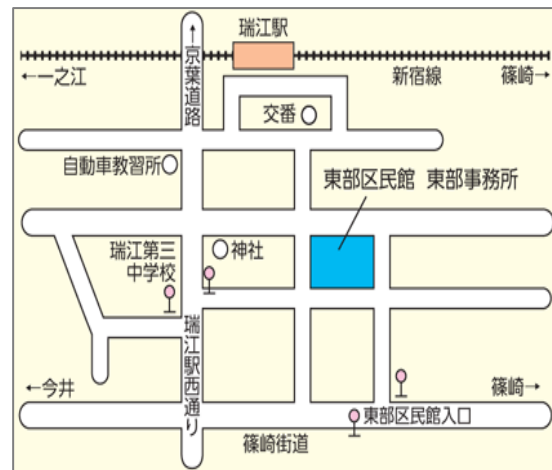 瑞江駅
←一之江
新宿線
篠崎→
←京葉道路
交番
自動車教習所
東部区民館 東部事務所
瑞江第三
中学校
神社
瑞江駅西通り
←今井
篠崎→
東部区民館入口
篠崎街道